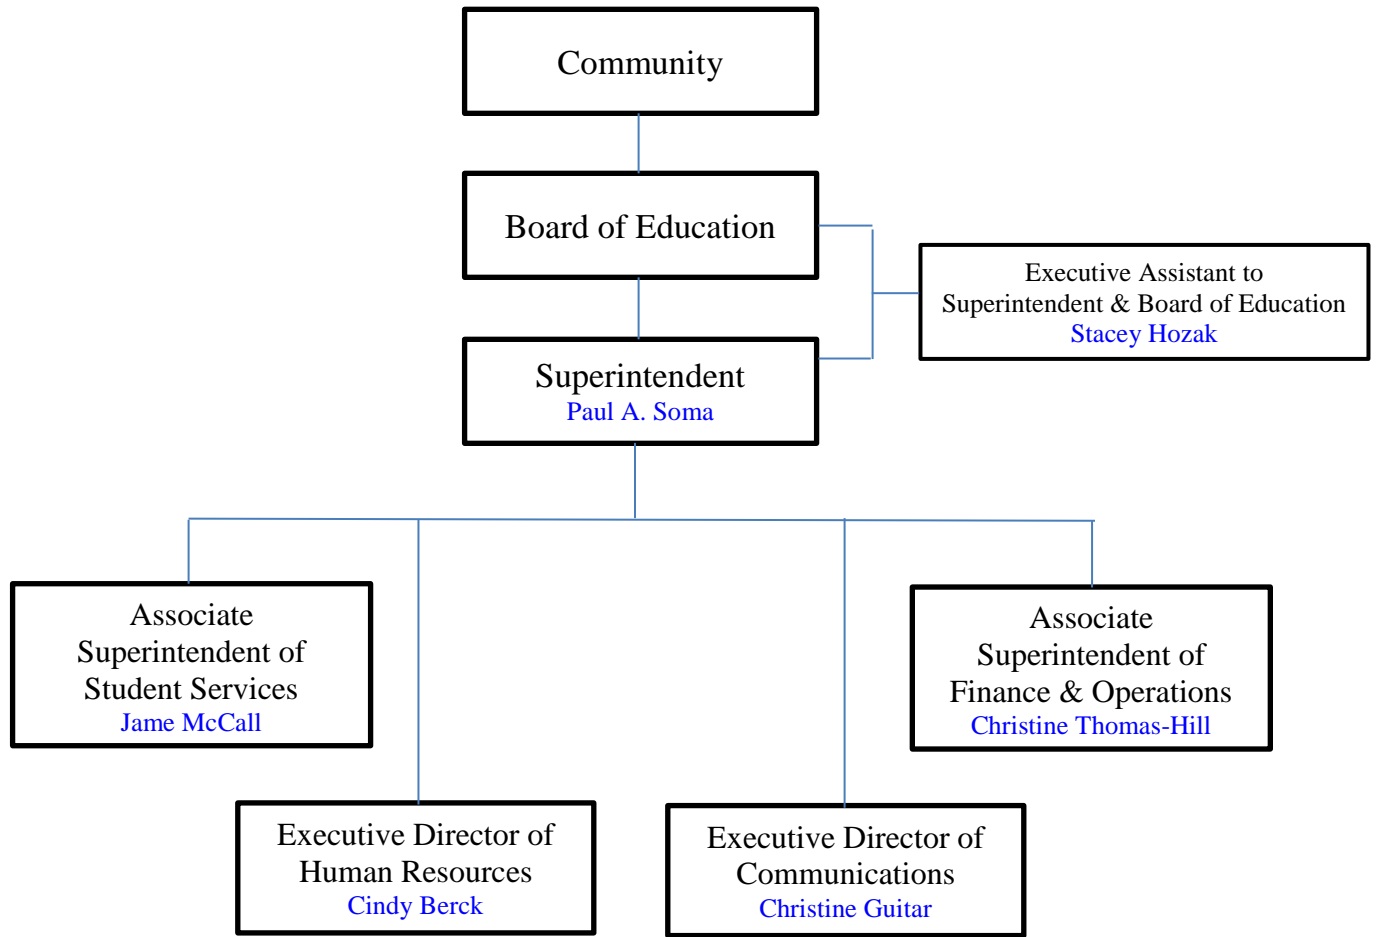 Community
Board of Education
Executive Assistant to
Superintendent & Board of Education
Stacey Hozak
Superintendent
Paul A. Soma
Associate
Superintendent of
Student Services
Jame McCall
Associate
Superintendent of
Finance & Operations
Christine Thomas-Hill
Executive Director of
Human Resources
Cindy Berck
Executive Director of
Communications
Christine Guitar